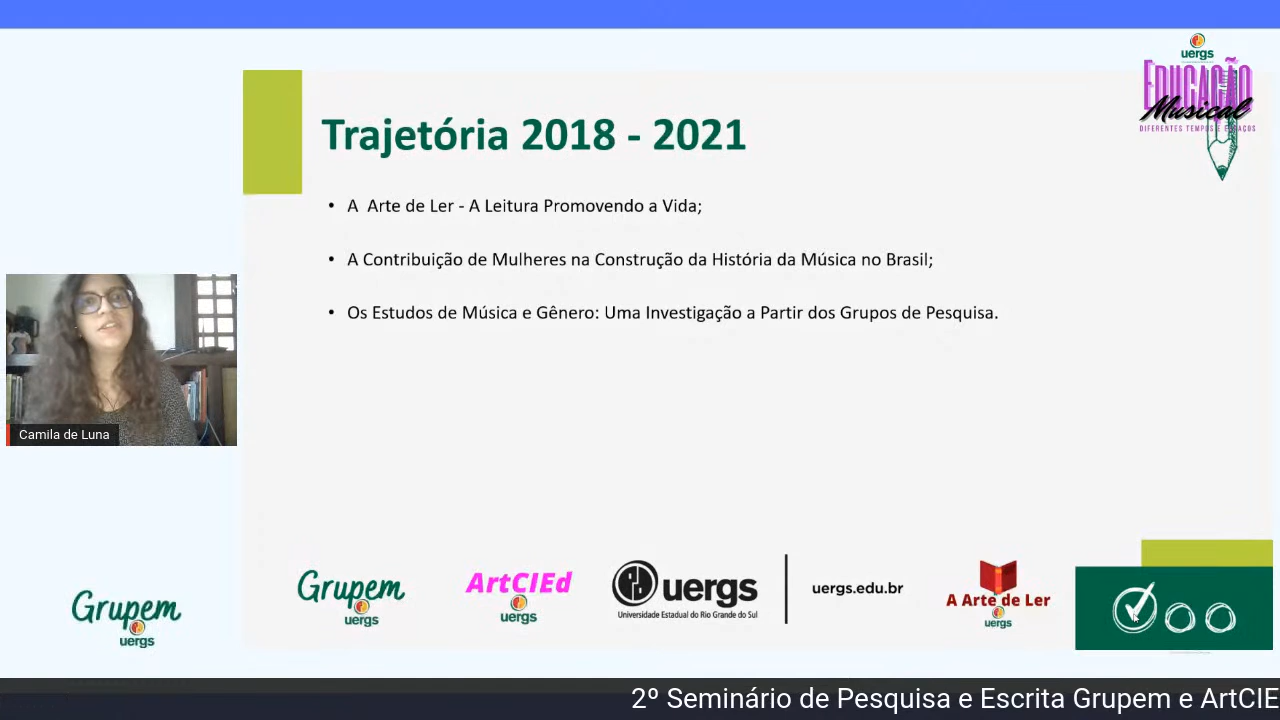 uergs
EDUCAÇÃO
Musical
DIFERENTES TEMPOS E ESPAÇOS
Trajetória 2018 - 2021
• A Arte de Ler - A Leitura Promovendo a Vida;
• A Contribuição de Mulheres na Construção da História da Música no Brasil;
• Os Estudos de Música e Gênero: Uma Investigação a Partir dos Grupos de Pesquisa.
Camila de Luna
Grupem
uergs
Grupem
uergs
ArtCIEd
uergs
uergs
Universidade Estadual do Rio Grande do Sul
uergs.edu.br
A Arte de Ler
uergs
2º Seminário de Pesquisa e Escrita Grupem e ArtCIE